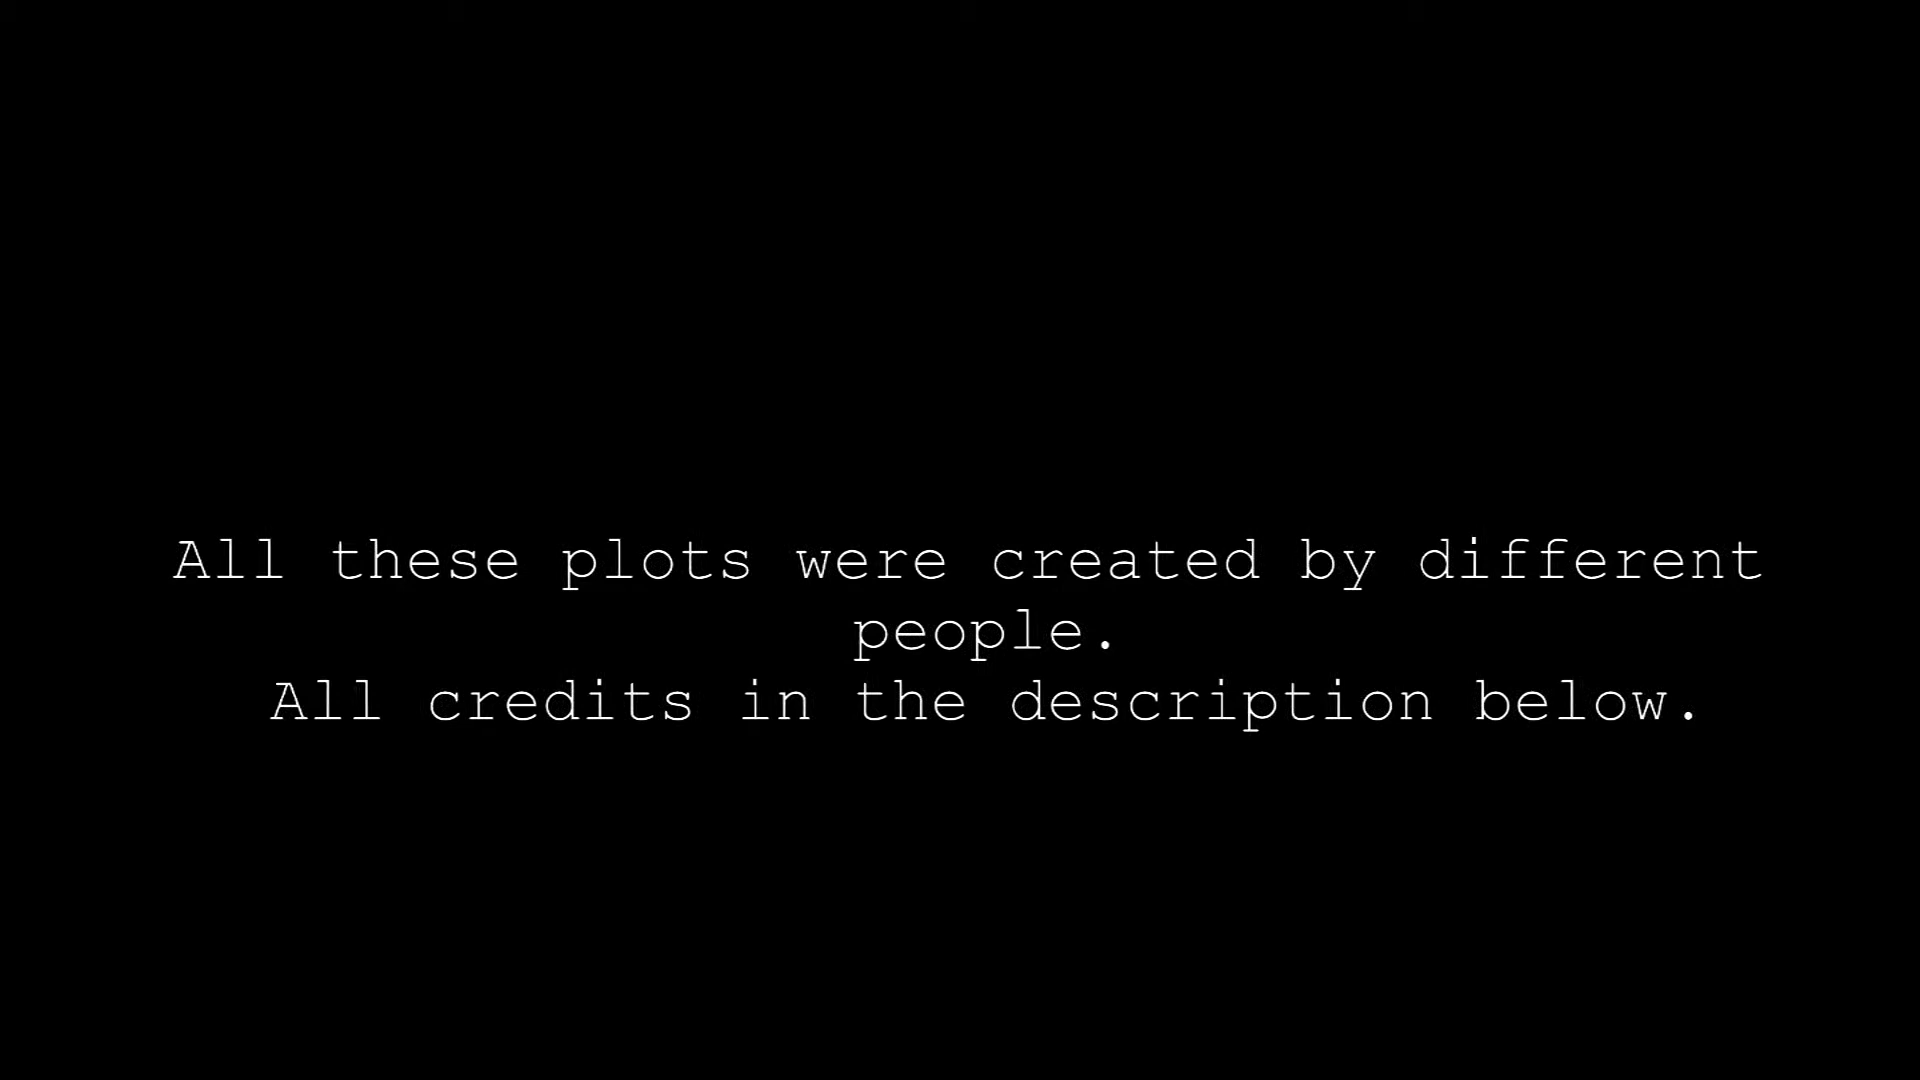 All these plots were created by different
people.
All credits in the description below.